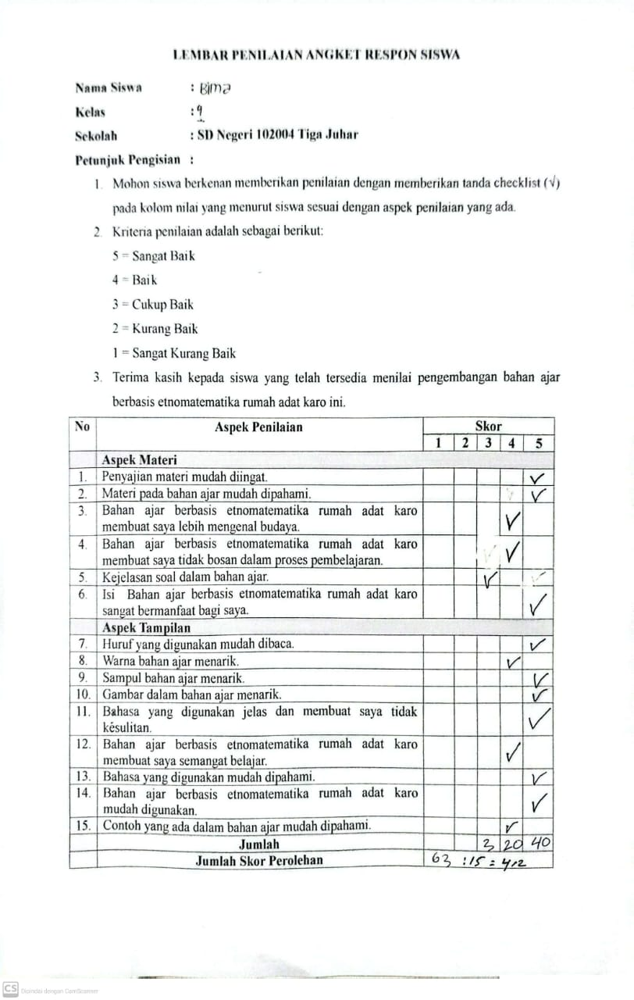 LEMBAR PENILAIAN ANGKET RESPON SISWA
Nama Siswa : Bima
Kelas : 4
Sekolah : SD Negeri 102004 Tiga Juhar
Petunjuk Pengisian :
1. Mohon siswa berkenan memberikan penilaian dengan memberikan tanda checklist (√)
pada kolom nilai yang menurut siswa sesuai dengan aspek penilaian yang ada.
2. Kriteria penilaian adalah sebagai berikut:
5 = Sangat Baik
4 = Baik
3 = Cukup Baik
2 = Kurang Baik
1 = Sangat Kurang Baik
3. Terima kasih kepada siswa yang telah tersedia menilai pengembangan bahan ajar
berbasis etnomatematika rumah adat karo ini.
No Aspek Penilaian Skor
1 2 3 4 5
Aspek Materi
1. Penyajian materi mudah diingat. ✓
2. Materi pada bahan ajar mudah dipahami. ✓
3. Bahan ajar berbasis etnomatematika rumah adat karo
membuat saya lebih mengenal budaya. ✓
4. Bahan ajar berbasis etnomatematika rumah adat karo
membuat saya tidak bosan dalam proses pembelajaran. ✓
5. Kejelasan soal dalam bahan ajar. ✓
6. Isi Bahan ajar berbasis etnomatematika rumah adat karo
sangat bermanfaat bagi saya. ✓
Aspek Tampilan
7. Huruf yang digunakan mudah dibaca. ✓
8. Warna bahan ajar menarik. ✓
9. Sampul bahan ajar menarik. ✓
10. Gambar dalam bahan ajar menarik. ✓
11. Bahasa yang digunakan jelas dan membuat saya tidak
kesulitan. ✓
12. Bahan ajar berbasis etnomatematika rumah adat karo
membuat saya semangat belajar. ✓
13. Bahasa yang digunakan mudah dipahami. ✓
14. Bahan ajar berbasis etnomatematika rumah adat karo
mudah digunakan. ✓
15. Contoh yang ada dalam bahan ajar mudah dipahami. ✓
Jumlah 3 20 40
Jumlah Skor Perolehan 63 : 15 = 4,2
CS Dipindai dengan CamScanner